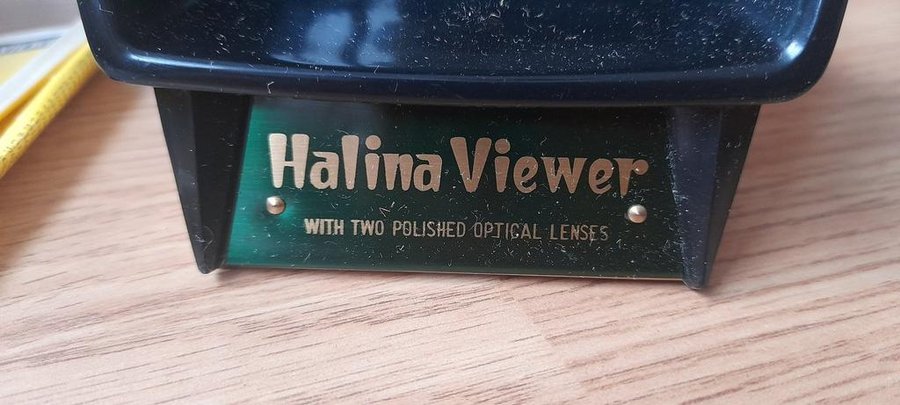 Halina Viewer
WITH TWO POLISHED OPTICAL LENSES